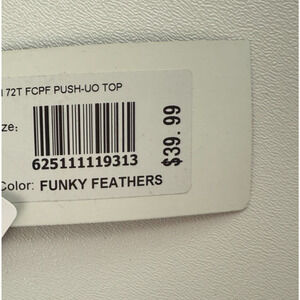 72T FCPF PUSH-UO TOP
ze:
625111119313
$39.99
Color: FUNKY FEATHERS